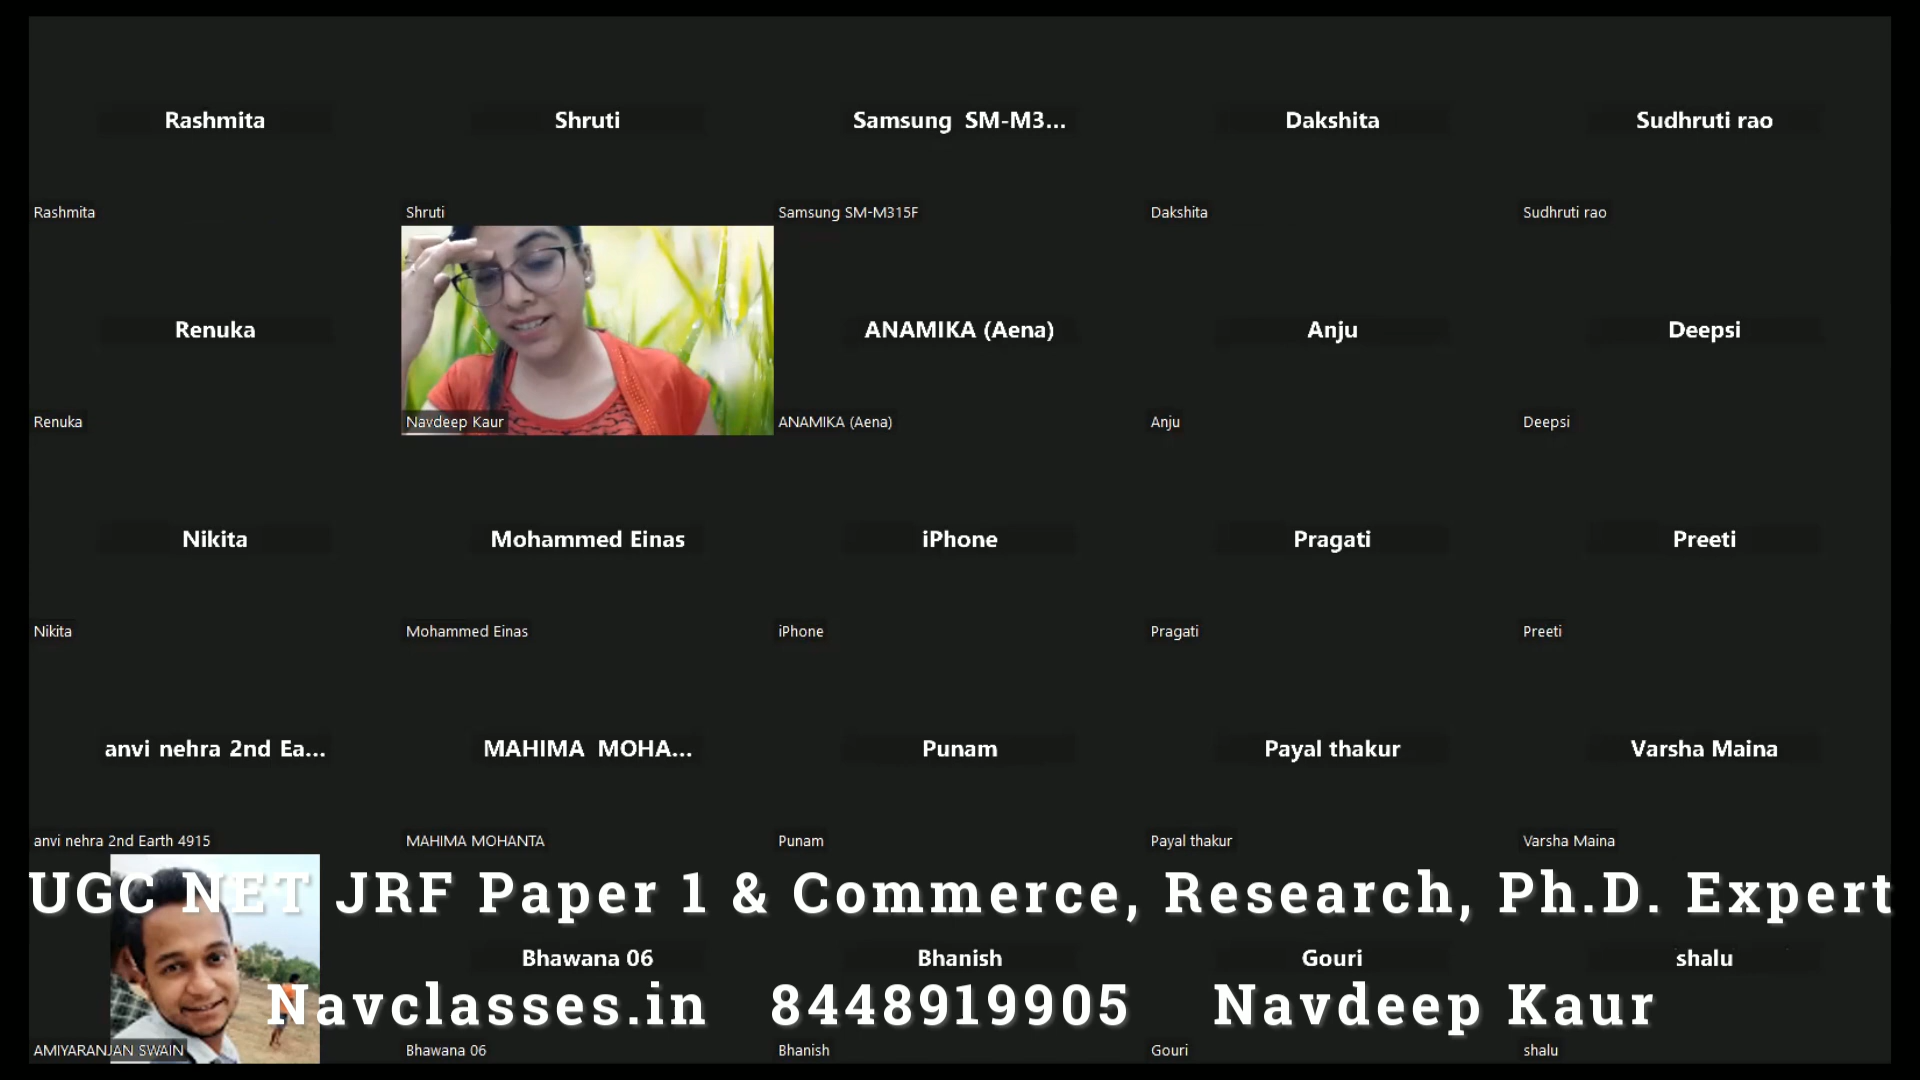 Rashmita
Shruti
Samsung SM-M3...
Dakshita
Sudhruti rao
Rashmita
Shruti
Samsung SM-M315F
Dakshita
Sudhruti rao
Renuka
ANAMIKA (Aena)
Anju
Deepsi
Renuka
Navdeep Kaur
ANAMIKA (Aena)
Anju
Deepsi
Nikita
Mohammed Einas
iPhone
Pragati
Preeti
Nikita
Mohammed Einas
iPhone
Pragati
Preeti
anvi nehra 2nd Ea...
MAHIMA MOHA...
Punam
Payal thakur
Varsha Maina
anvi nehra 2nd Earth 4915
MAHIMA MOHANTA
Punam
Payal thakur
Varsha Maina
UGC NET JRF Paper 1 & Commerce, Research, Ph.D. Expert
Bhawana 06
Bhanish
Gouri
shalu
Navclasses.in 8448919905 Navdeep Kaur
AMIYARANJAN SWAIN
Bhawana 06
Bhanish
Gouri
shalu